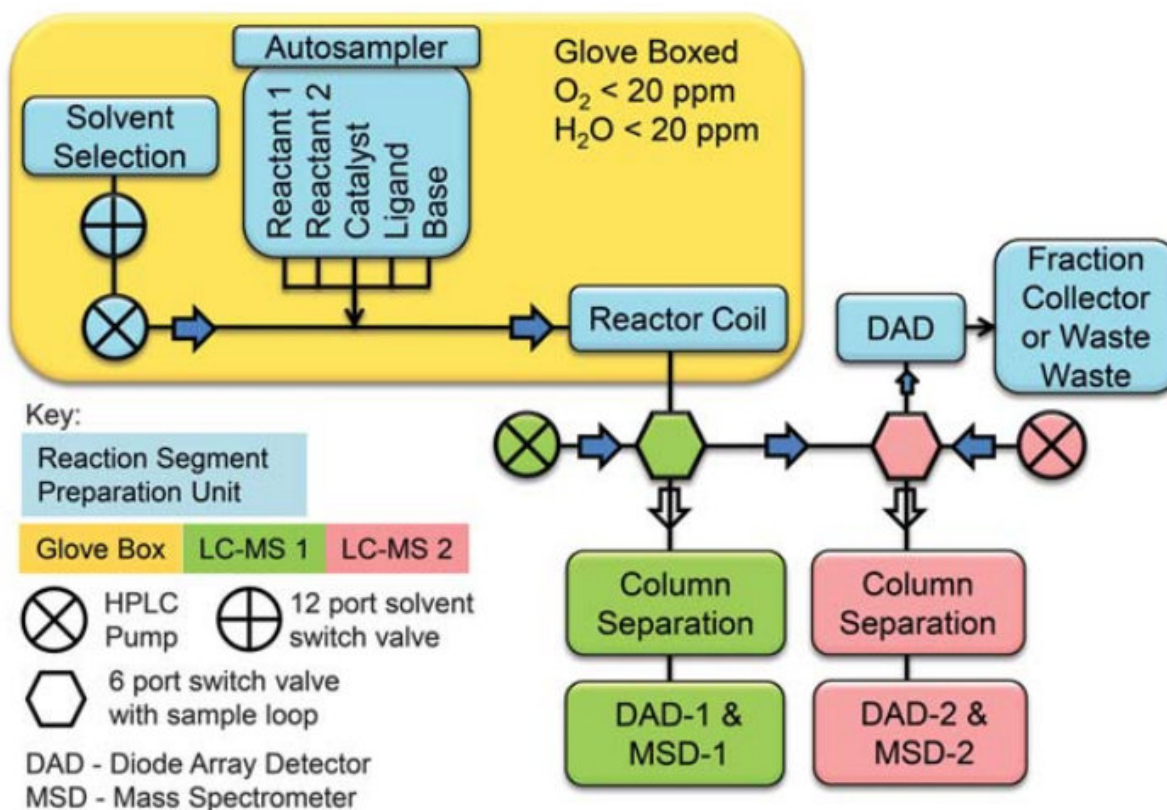 Autosampler
Reactant 1
Reactant 2
Catalyst
Ligand
Base
Glove Boxed
O₂ < 20 ppm
H₂O < 20 ppm
Solvent
Selection
Reactor Coil
DAD
Fraction
Collector
or Waste
Waste
Key:
Reaction Segment
Preparation Unit
Glove Box
LC-MS 1
LC-MS 2
HPLC
Pump
12 port solvent
switch valve
6 port switch valve
with sample loop
DAD - Diode Array Detector
MSD - Mass Spectrometer
Column
Separation
Column
Separation
DAD-1 &
MSD-1
DAD-2 &
MSD-2